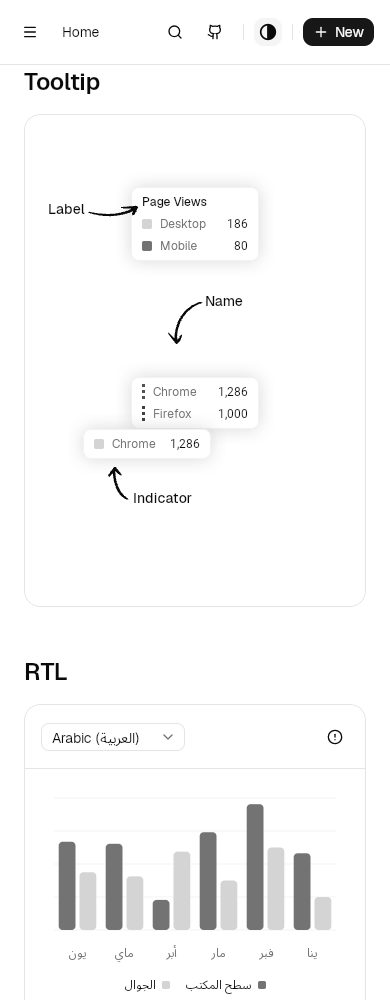 Home
New
Tooltip
Label
Page Views
Desktop 186
Mobile 80
Name
Chrome 1,286
Firefox 1,000
Chrome 1,286
Indicator
RTL
Arabic (العربية)
ينا فبر مار أبر ماي يون
سطح المكتب الجوال